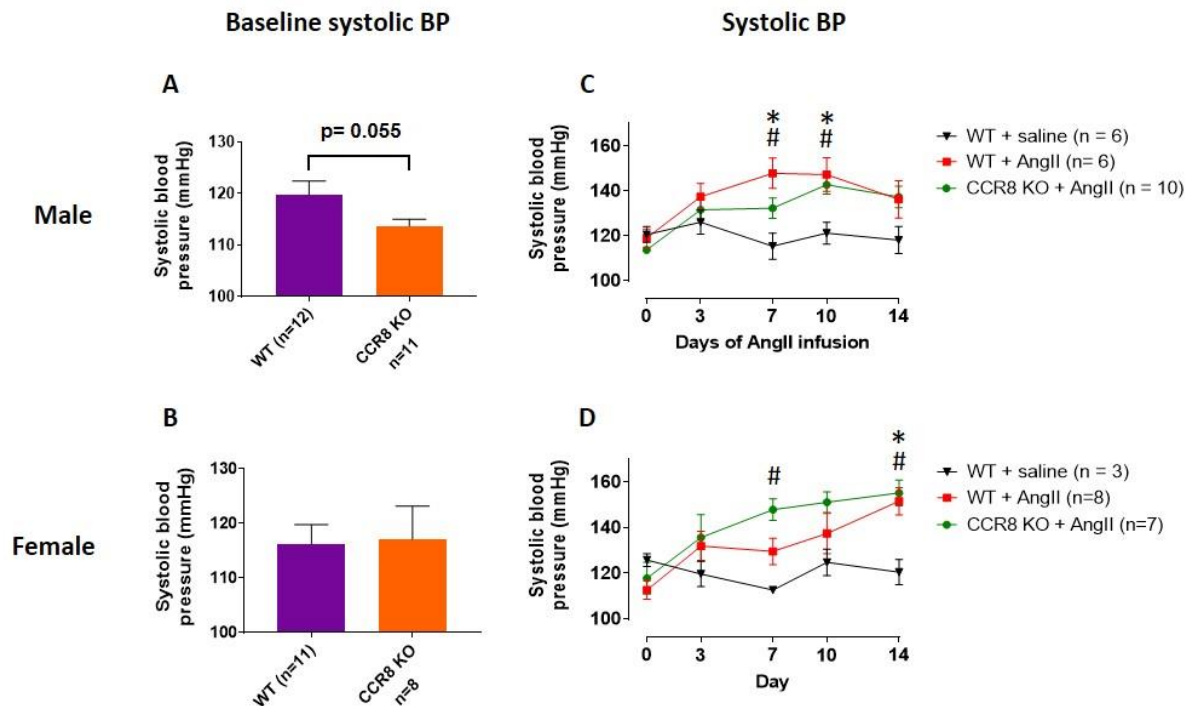 Baseline systolic BP
Systolic BP
Male
A
p= 0.055
Systolic blood
pressure (mmHg)
130
120
110
100
WT (n=12)
CCR8 KO
n=11
C
*
#
*
#
Systolic blood
pressure (mmHg)
160
140
120
100
0
3
7
10
14
Days of AngII infusion
WT + saline (n = 6)
WT + AngII (n= 6)
CCR8 KO + AngII (n = 10)
Female
B
Systolic blood
pressure (mmHg)
130
120
110
100
WT (n=11)
CCR8 KO
n=8
D
#
*
#
Systolic blood
pressure (mmHg)
160
140
120
100
0
3
7
10
14
Day
WT + saline (n = 3)
WT + AngII (n=8)
CCR8 KO + AngII (n=7)